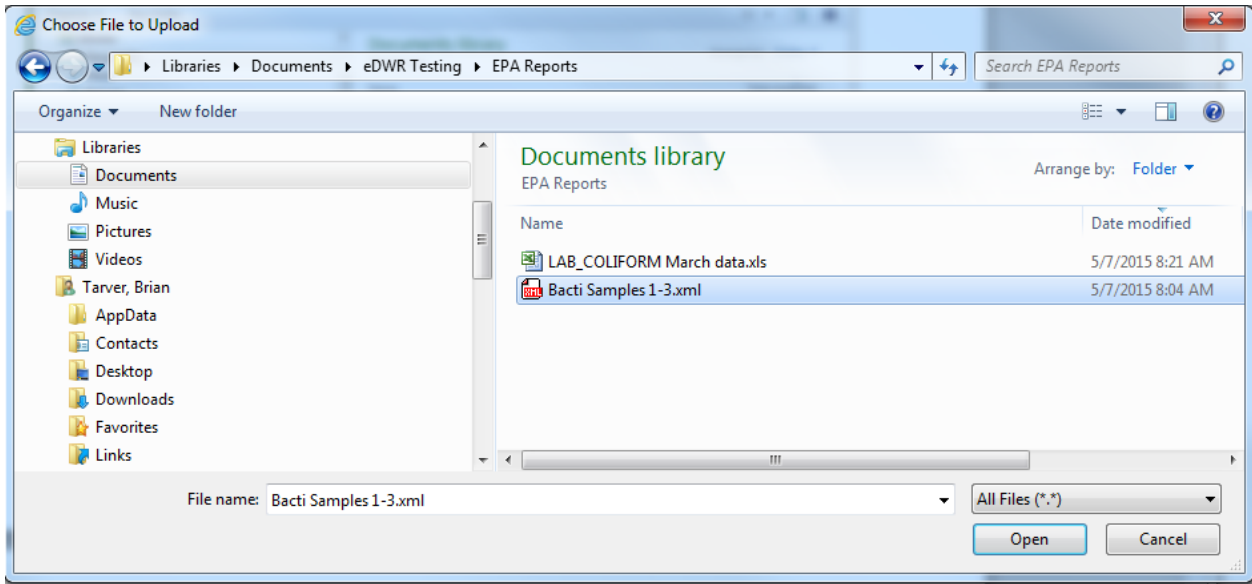 Choose File to Upload
Libraries Documents eDWR Testing EPA Reports
Search EPA Reports
Organize New folder
Libraries
Documents
Music
Pictures
Videos
Tarver, Brian
AppData
Contacts
Desktop
Downloads
Favorites
Links
Documents library
EPA Reports
Arrange by: Folder
Name Date modified
LAB_COLIFORM March data.xls 5/7/2015 8:21 AM
Bacti Samples 1-3.xml 5/7/2015 8:04 AM
File name: Bacti Samples 1-3.xml All Files (*.*)
Open Cancel